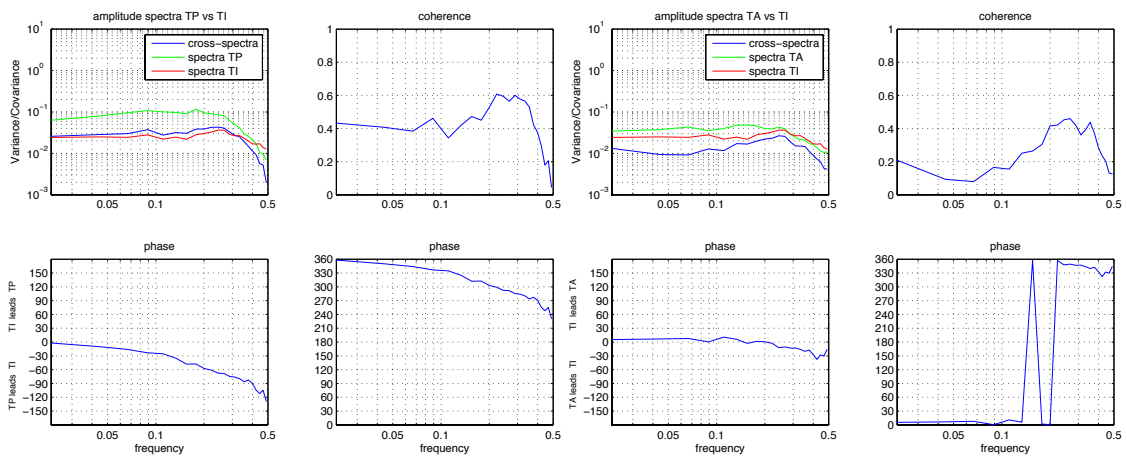 amplitude spectra TP vs TI
coherence
amplitude spectra TA vs TI
coherence
Variance/Covariance
10^1
10^0
10^−1
10^−2
10^−3
cross−spectra
spectra TP
spectra TI
0.05 0.1 0.5
1
0.8
0.6
0.4
0.2
0
0.05 0.1 0.5
Variance/Covariance
10^1
10^0
10^−1
10^−2
10^−3
cross−spectra
spectra TA
spectra TI
0.05 0.1 0.5
1
0.8
0.6
0.4
0.2
0
0.05 0.1 0.5
phase
phase
phase
phase
TP leads TI TI leads TP
150
120
90
60
30
0
−30
−60
−90
−120
−150
0.05 0.1 0.5
frequency
360
330
300
270
240
210
180
150
120
90
60
30
0
0.05 0.1 0.5
frequency
TA leads TI TI leads TA
150
120
90
60
30
0
−30
−60
−90
−120
−150
0.05 0.1 0.5
frequency
360
330
300
270
240
210
180
150
120
90
60
30
0
0.05 0.1 0.5
frequency